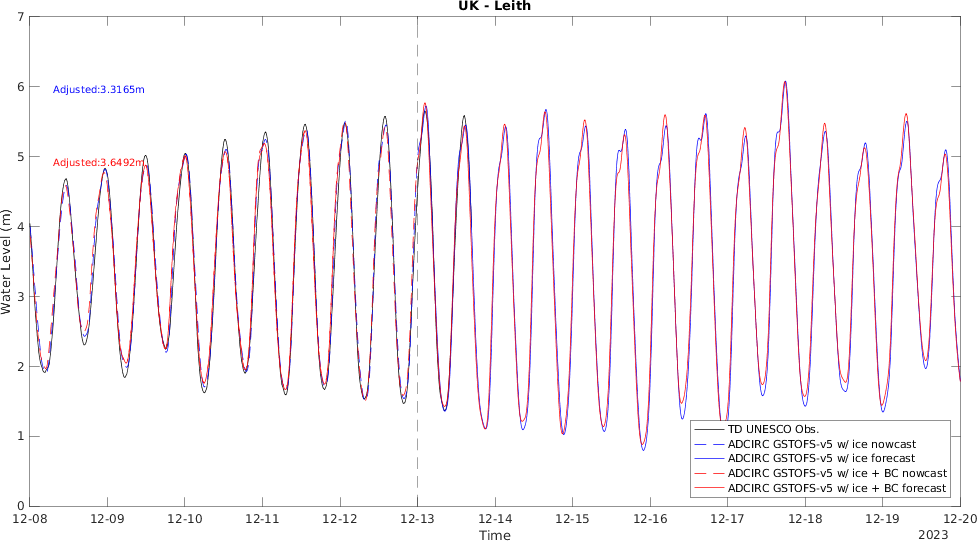 UK - Leith
7
6
5
4
3
2
1
0
Water Level (m)
Adjusted:3.3165m
Adjusted:3.6492m
TD UNESCO Obs.
ADCIRC GSTOFS-v5 w/ ice nowcast
ADCIRC GSTOFS-v5 w/ ice forecast
ADCIRC GSTOFS-v5 w/ ice + BC nowcast
ADCIRC GSTOFS-v5 w/ ice + BC forecast
12-08 12-09 12-10 12-11 12-12 12-13 12-14 12-15 12-16 12-17 12-18 12-19 12-20
Time
2023